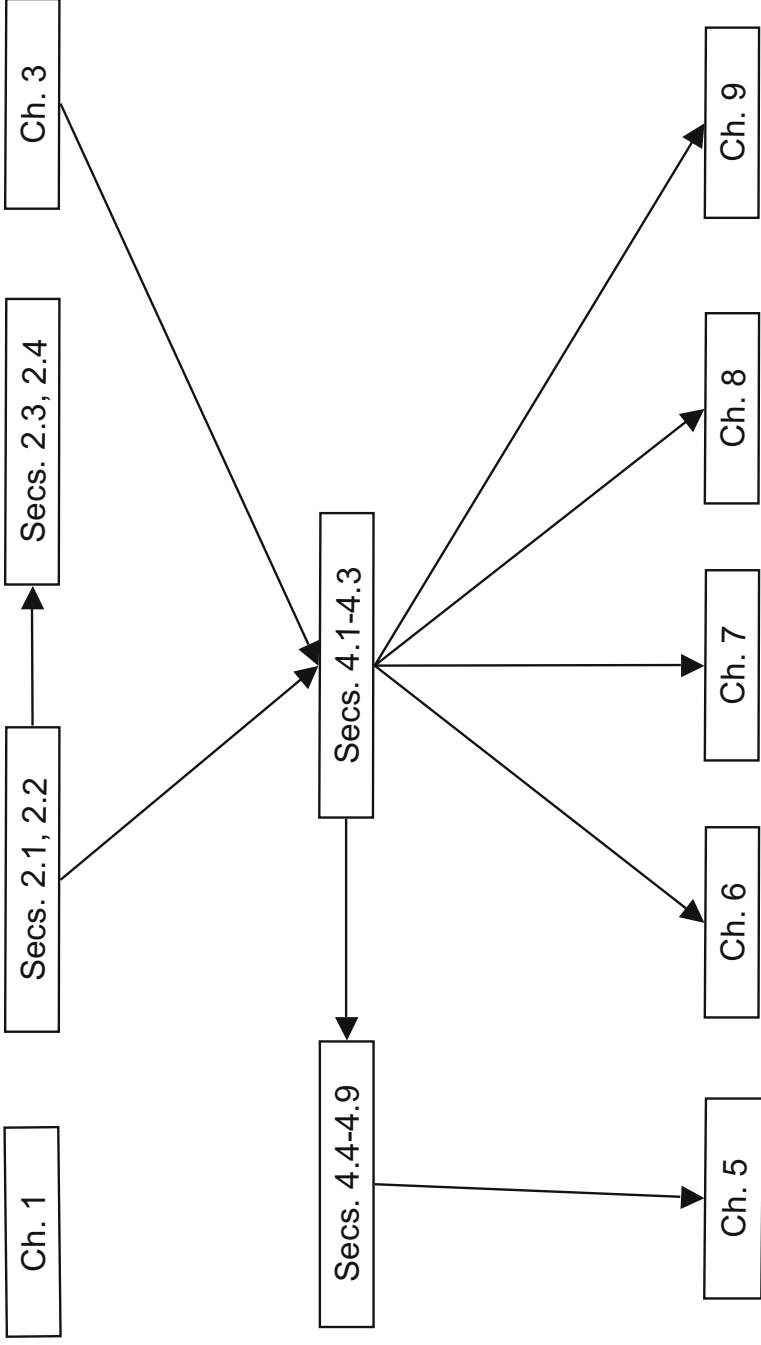 Ch. 1
Secs. 2.1, 2.2
Secs. 2.3, 2.4
Ch. 3
Secs. 4.4-4.9
Secs. 4.1-4.3
Ch. 5
Ch. 6
Ch. 7
Ch. 8
Ch. 9